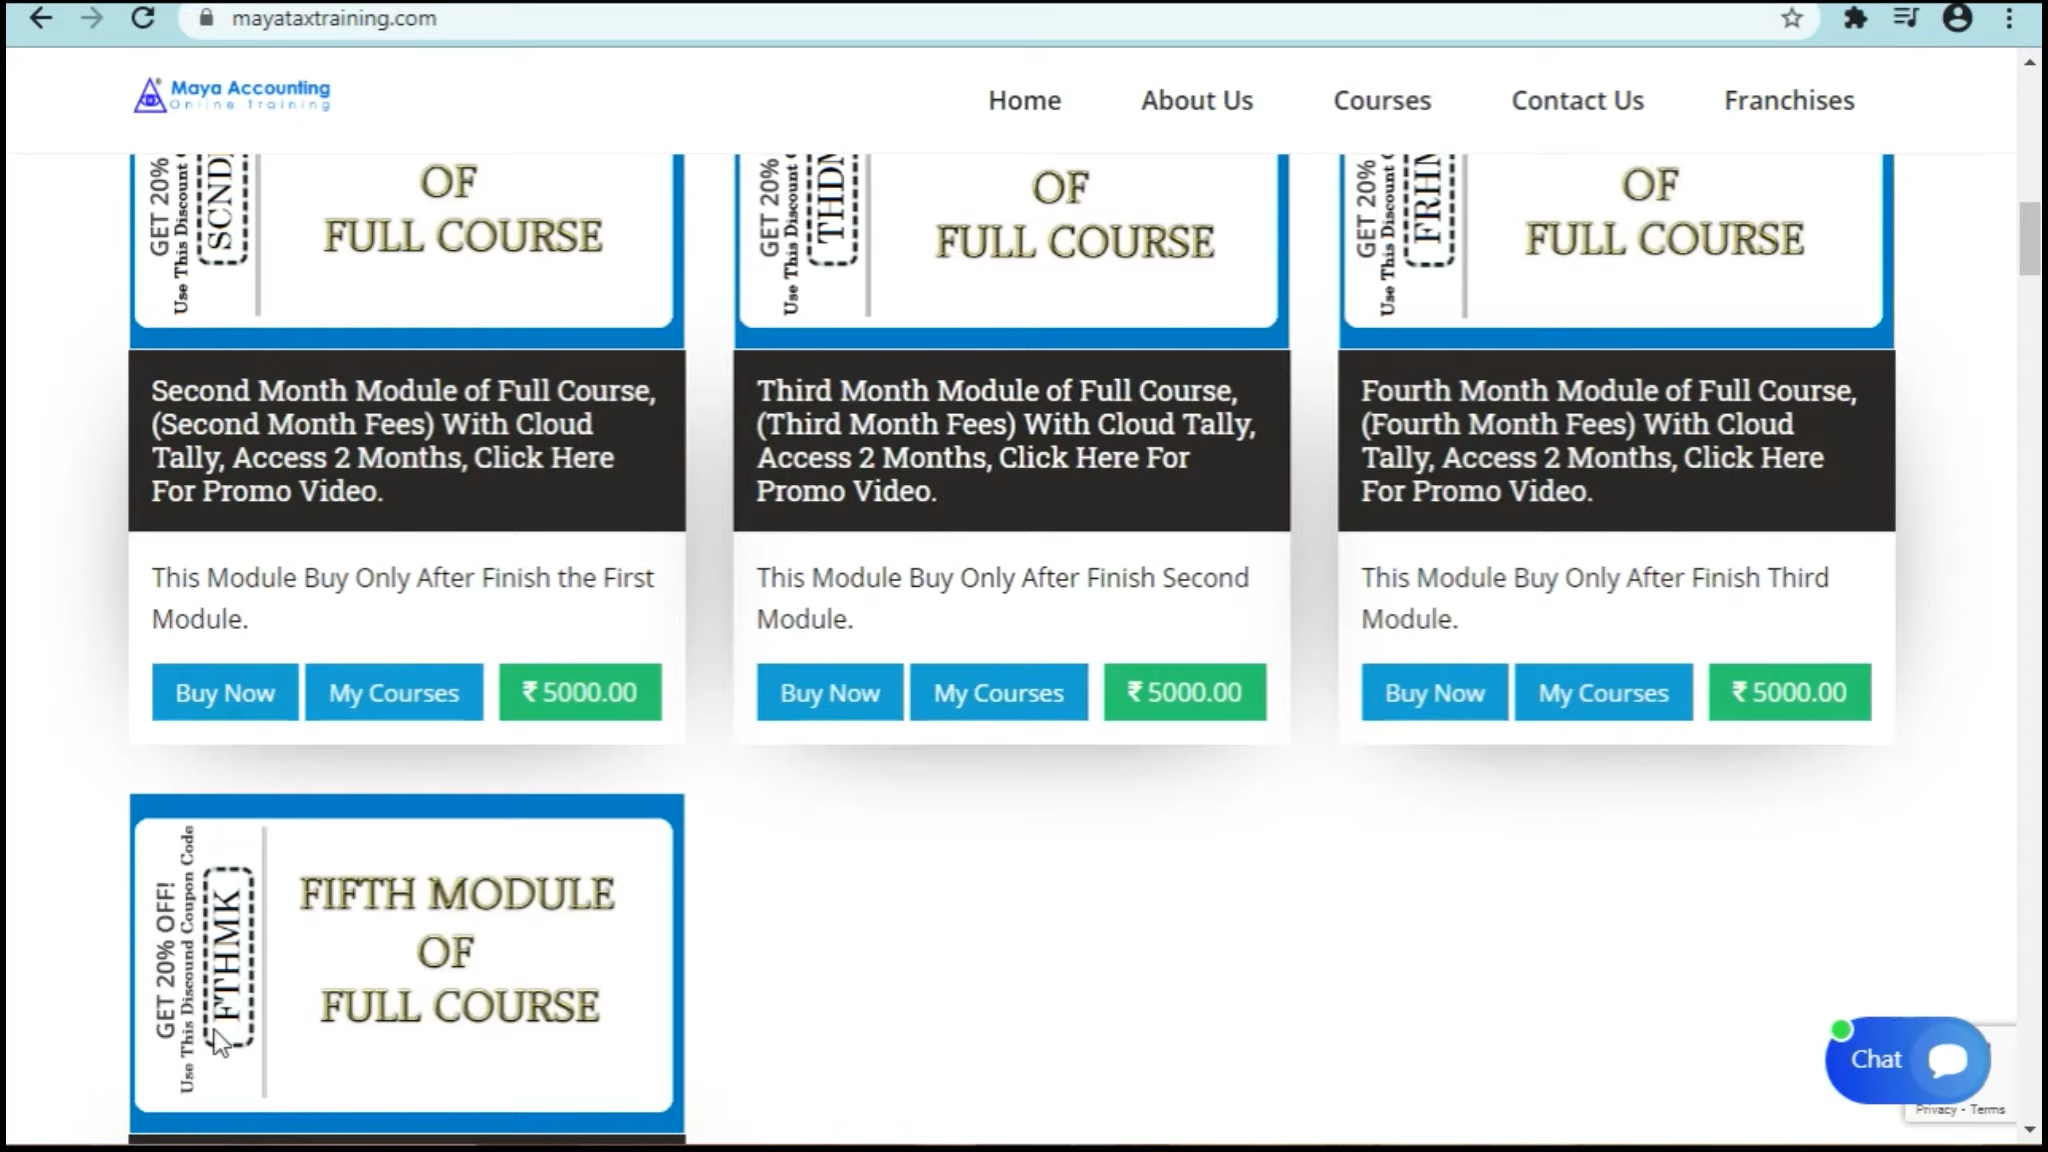 mayataxtraining.com
Maya Accounting
Online Training
Home
About Us
Courses
Contact Us
Franchises
GET 20%
Use This Discount
OF
FULL COURSE
GET 20%
Use This Discount
OF
FULL COURSE
GET 20%
Use This Discount
OF
FULL COURSE
Second Month Module of Full Course,
(Second Month Fees) With Cloud
Tally, Access 2 Months, Click Here
For Promo Video.
This Module Buy Only After Finish the First
Module.
Buy Now
My Courses
₹ 5000.00
Third Month Module of Full Course,
(Third Month Fees) With Cloud Tally,
Access 2 Months, Click Here For
Promo Video.
This Module Buy Only After Finish Second
Module.
Buy Now
My Courses
₹ 5000.00
Fourth Month Module of Full Course,
(Fourth Month Fees) With Cloud
Tally, Access 2 Months, Click Here
For Promo Video.
This Module Buy Only After Finish Third
Module.
Buy Now
My Courses
₹ 5000.00
GET 20% OFF!
Use This Discound Coupon Code
FTHMK
FIFTH MODULE
OF
FULL COURSE
Chat
Privacy - Terms